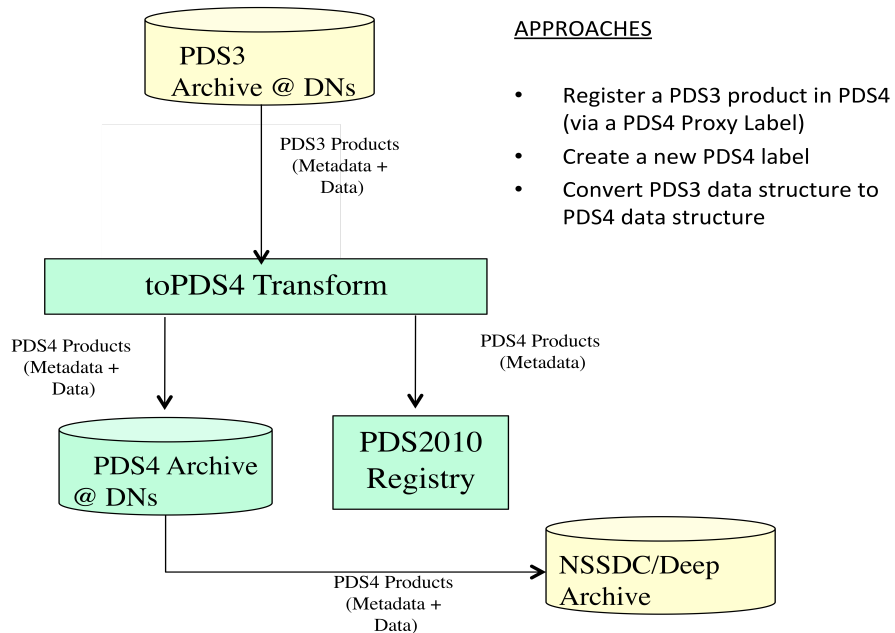 PDS3
Archive @ DNs
APPROACHES
• Register a PDS3 product in PDS4
(via a PDS4 Proxy Label)
• Create a new PDS4 label
• Convert PDS3 data structure to
PDS4 data structure
PDS3 Products
(Metadata +
Data)
toPDS4 Transform
PDS4 Products
(Metadata +
Data)
PDS4 Products
(Metadata)
PDS4 Archive
@ DNs
PDS2010
Registry
PDS4 Products
(Metadata +
Data)
NSSDC/Deep
Archive